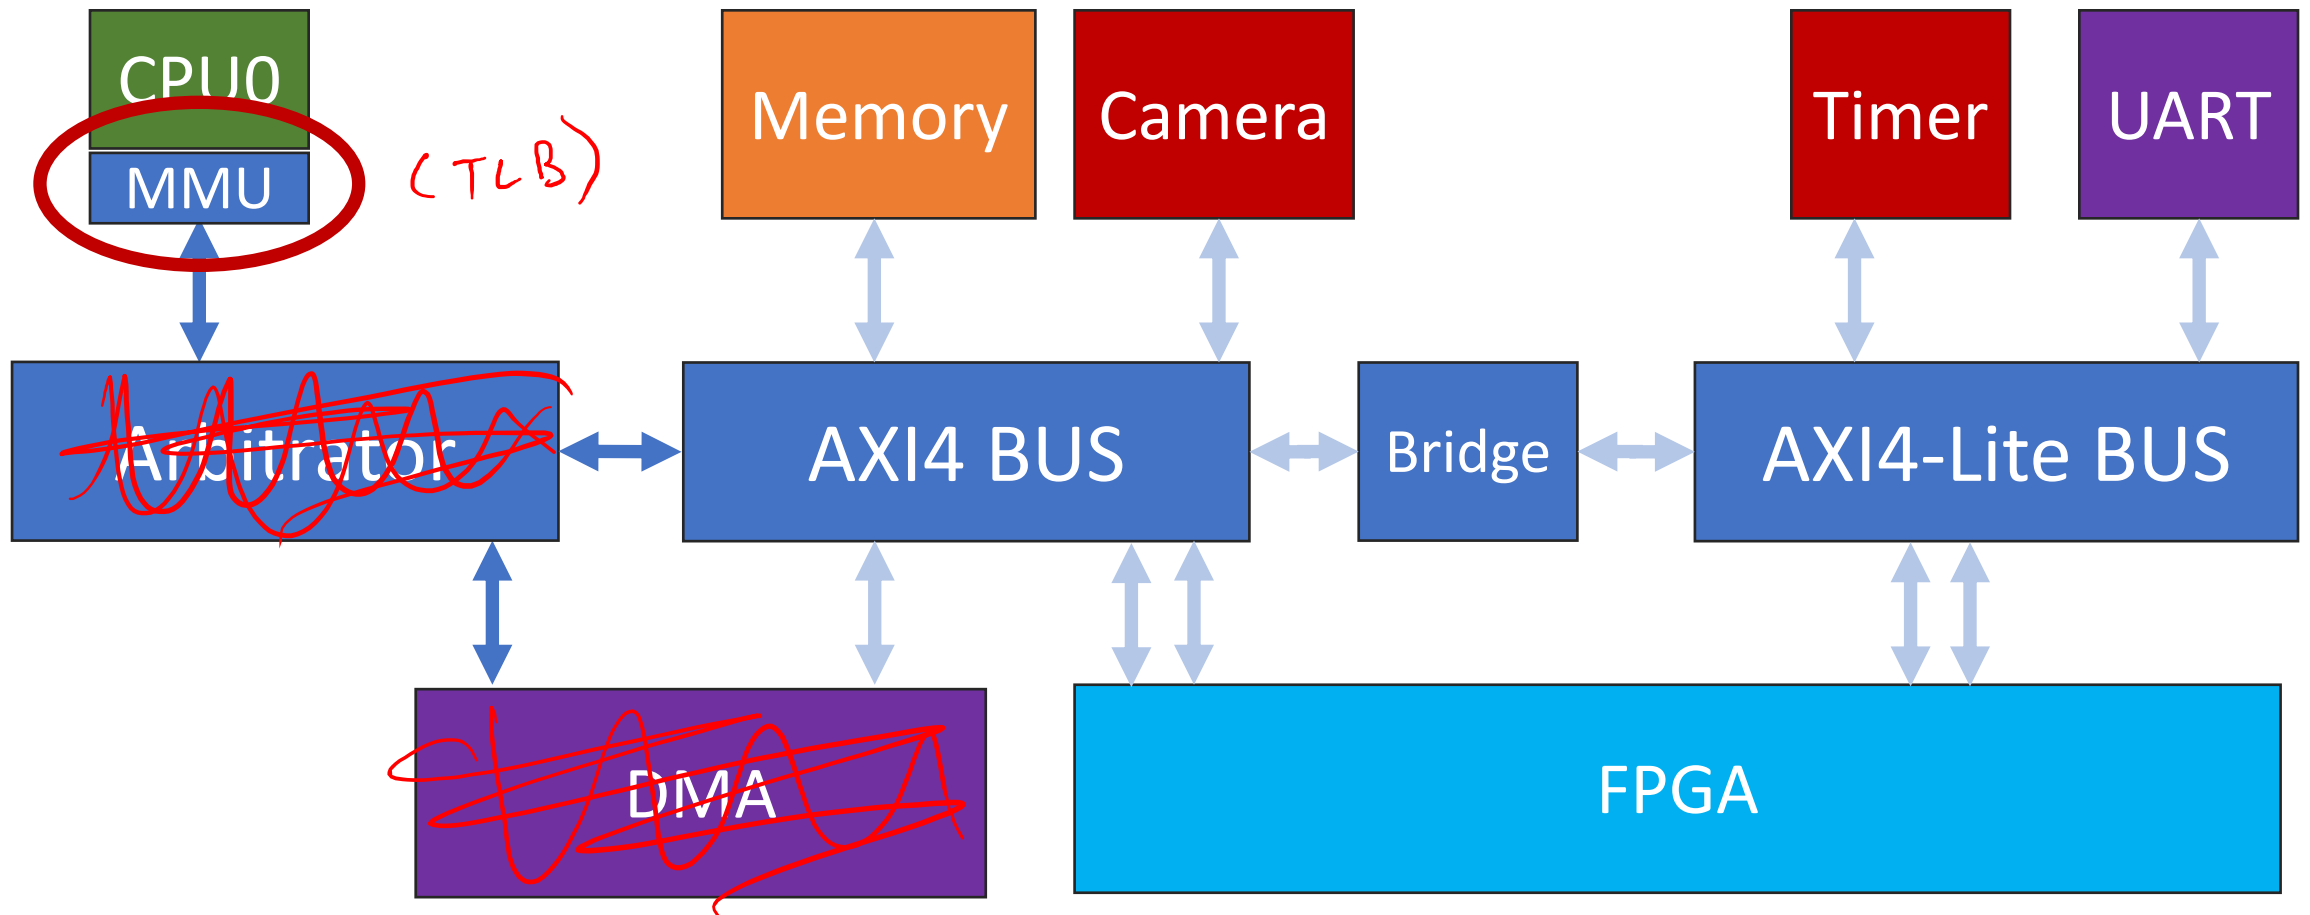 CPU0
MMU
(TLB)
Memory
Camera
Timer
UART
Arbitrator
AXI4 BUS
Bridge
AXI4-Lite BUS
DMA
FPGA